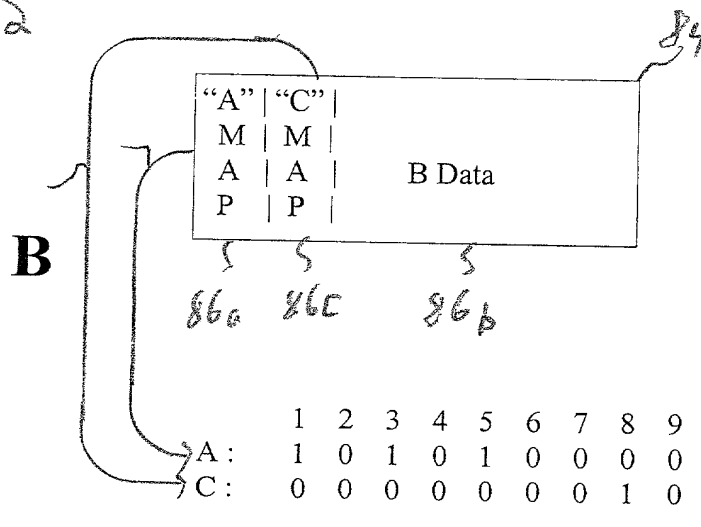 2
84
“A” | “C” |
M | M |
A | A | B Data
P | P |
B
86a 86c 86b
1 2 3 4 5 6 7 8 9
A : 1 0 1 0 1 0 0 0 0
C : 0 0 0 0 0 0 0 1 0